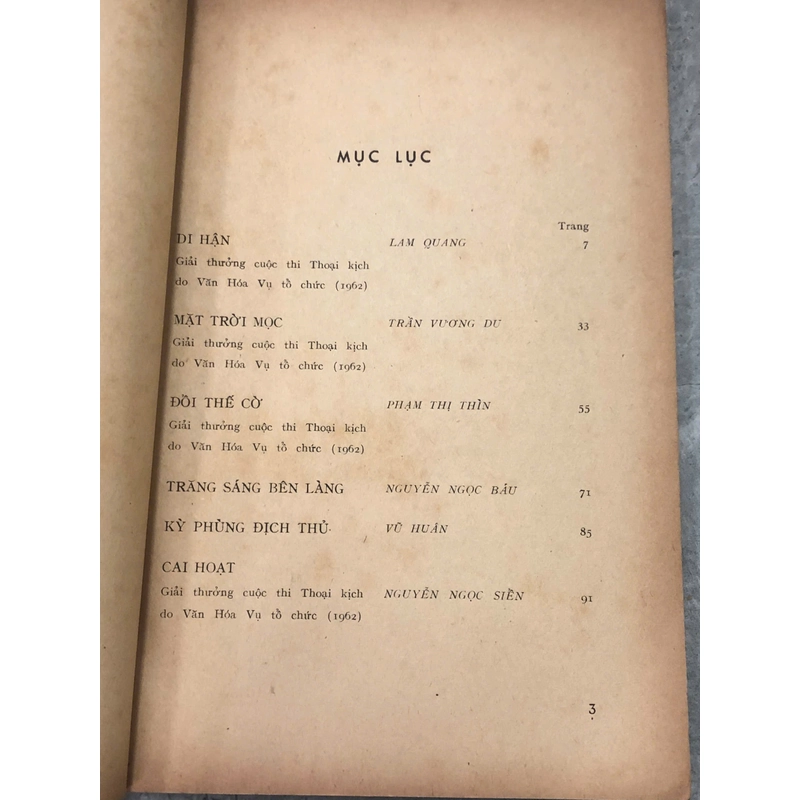 MỤC LỤC
Trang
DI HẬN LAM QUANG 7
Giải thưởng cuộc thi Thoại kịch
do Văn Hóa Vụ tổ chức (1962)
MẶT TRỜI MỌC TRẦN VƯƠNG DƯ 33
Giải thưởng cuộc thi Thoại kịch
do Văn Hóa Vụ tổ chức (1962)
ĐỒI THẾ CỜ PHẠM THỊ THÌN 55
Giải thưởng cuộc thi Thoại kịch
do Văn Hóa Vụ tổ chức (1962)
TRĂNG SÁNG BÊN LÀNG NGUYỄN NGỌC BÁU 71
KỲ PHÙNG ĐỊCH THỦ VŨ HUÂN 85
CAI HOẠT
Giải thưởng cuộc thi Thoại kịch NGUYỄN NGỌC SIỀN 91
do Văn Hóa Vụ tổ chức (1962)
3